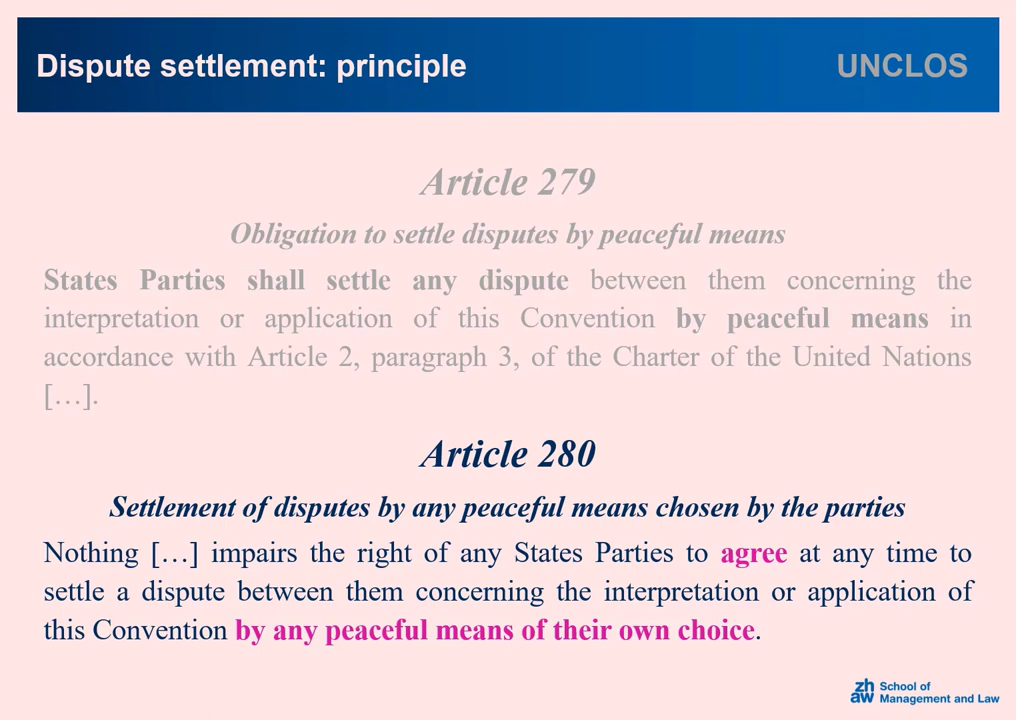 Dispute settlement: principle UNCLOS
Article 279
Obligation to settle disputes by peaceful means
States Parties shall settle any dispute between them concerning the
interpretation or application of this Convention by peaceful means in
accordance with Article 2, paragraph 3, of the Charter of the United Nations
[…].
Article 280
Settlement of disputes by any peaceful means chosen by the parties
Nothing […] impairs the right of any States Parties to agree at any time to
settle a dispute between them concerning the interpretation or application of
this Convention by any peaceful means of their own choice.
zh School of
aw Management and Law